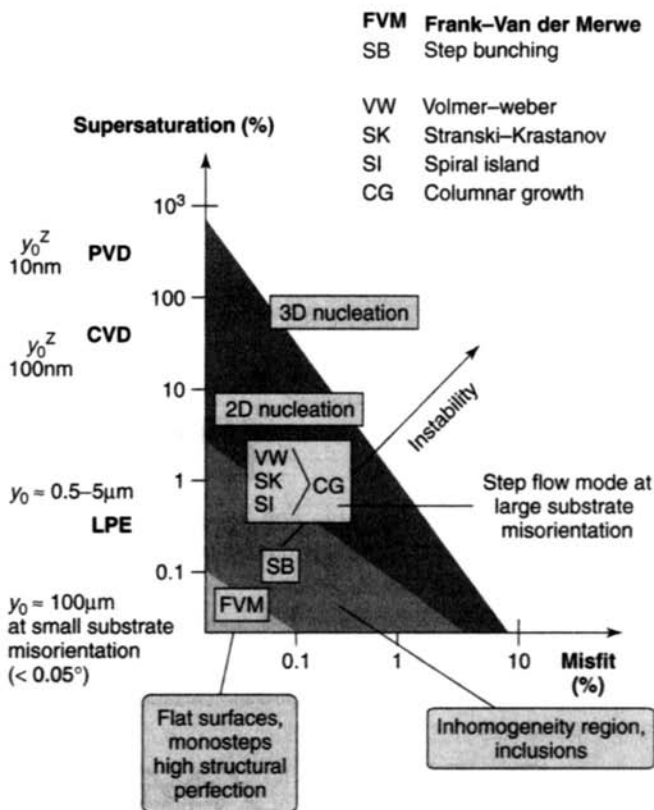 FVM Frank–Van der Merwe
SB Step bunching
VW Volmer–weber
SK Stranski–Krastanov
SI Spiral island
CG Columnar growth
Supersaturation (%)
10³
y₀ᶻ
10nm
PVD
100
y₀ᶻ
100nm
CVD
3D nucleation
10
2D nucleation
Instability
VW
SK
SI
CG
1
y₀ ≈ 0.5–5μm
LPE
Step flow mode at
large substrate
misorientation
SB
0.1
y₀ ≈ 100μm
at small substrate
misorientation
(< 0.05°)
FVM
0.1
1
10
Misfit
(%)
Flat surfaces,
monosteps
high structural
perfection
Inhomogeneity region,
inclusions